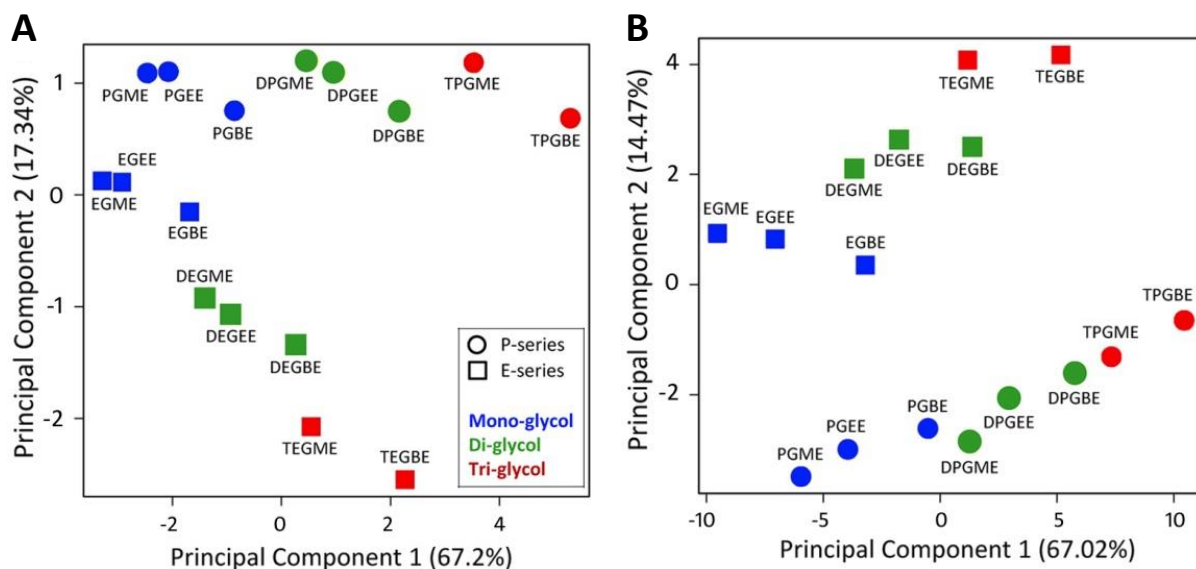 A
Principal Component 2 (17.34%)
1
0
-1
-2
PGME
PGEE
PGBE
DPGME
DPGEE
DPGBE
TPGME
TPGBE
EGEE
EGME
EGBE
DEGME
DEGEE
DEGBE
TEGME
TEGBE
P-series
E-series
Mono-glycol
Di-glycol
Tri-glycol
-2
0
2
4
Principal Component 1 (67.2%)
B
Principal Component 2 (14.47%)
4
2
0
-2
TEGME
TEGBE
DEGEE
DEGME
DEGBE
EGME
EGEE
EGBE
TPGBE
TPGME
DPGBE
PGBE
DPGEE
PGEE
PGME
DPGME
-10
-5
0
5
10
Principal Component 1 (67.02%)